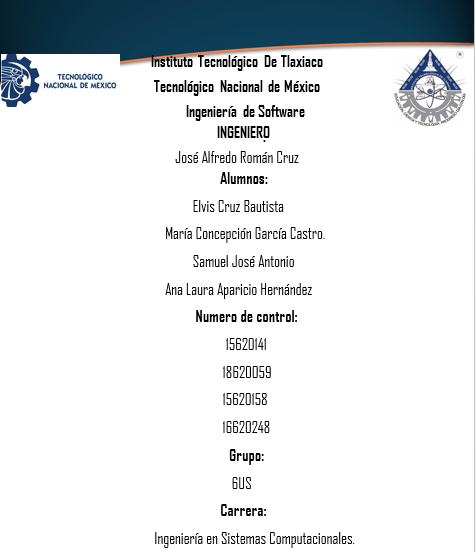 Instituto Tecnológico De Tlaxiaco
TECNOLÓGICO
NACIONAL DE MÉXICO
Tecnológico Nacional de México
Ingeniería de Software
INGENIERO
José Alfredo Román Cruz
Alumnos:
Elvis Cruz Bautista
María Concepción García Castro.
Samuel José Antonio
Ana Laura Aparicio Hernández
Numero de control:
15620141
18620059
15620158
16620248
Grupo:
6US
Carrera:
Ingeniería en Sistemas Computacionales.